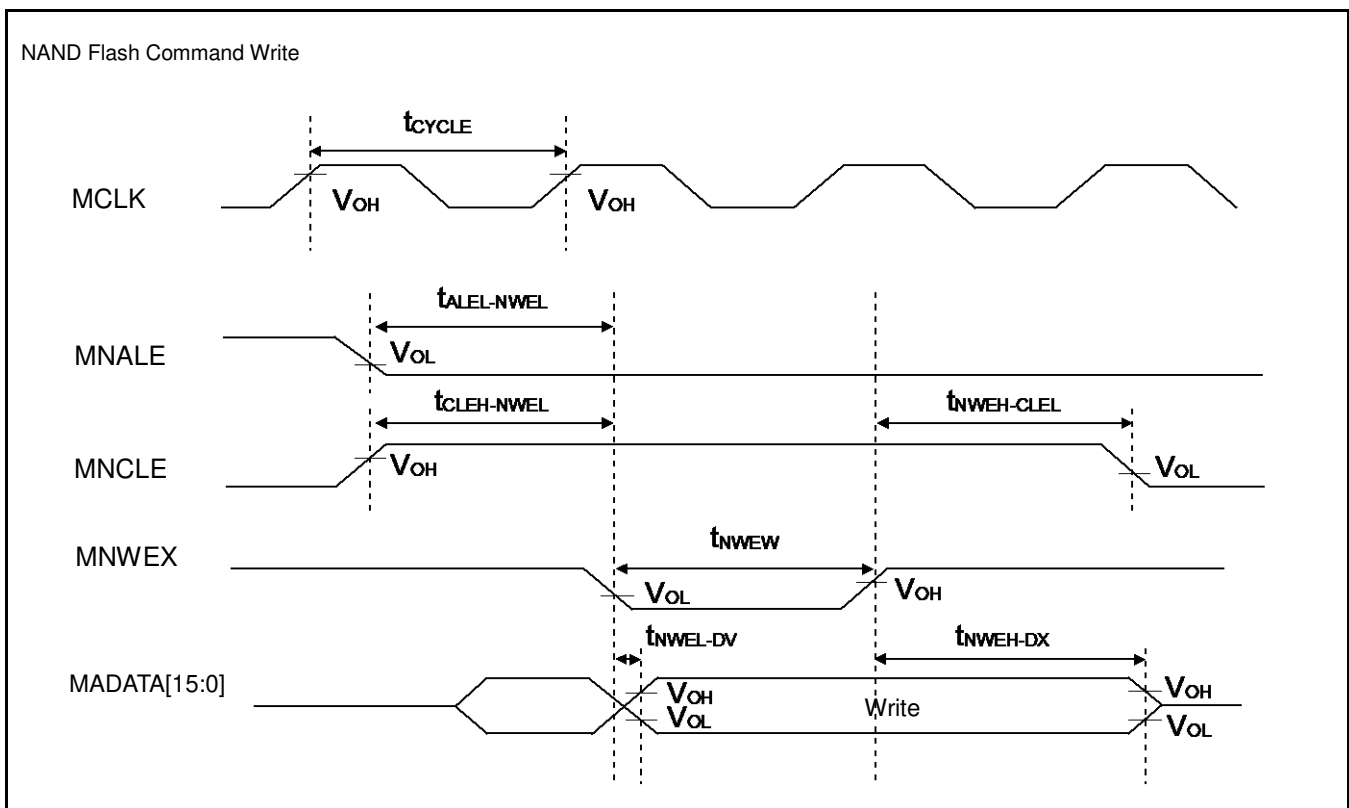 NAND Flash Command Write
tCYCLE
MCLK
VOH
VOH
tALEL-NWEL
MNALE
VOL
tCLEH-NWEL
tNWEH-CLEL
MNCLE
VOH
VOL
MNWEX
tNWEW
VOL
VOH
tNWEL-DV
tNWEH-DX
MADATA[15:0]
VOH
VOL
Write
VOH
VOL